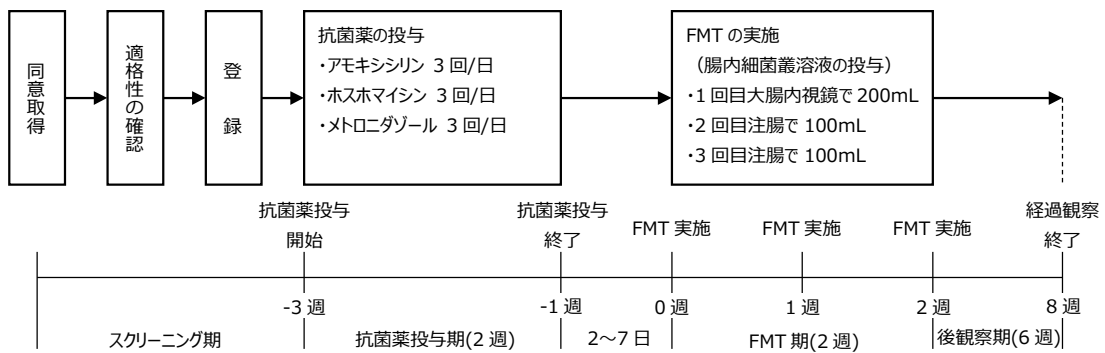 同意取得
適格性の確認
登 録
抗菌薬の投与
・アモキシシリン 3 回/日
・ホスホマイシン 3 回/日
・メトロニダゾール 3 回/日
FMT の実施
（腸内細菌叢溶液の投与）
・1 回目大腸内視鏡で 200mL
・2 回目注腸で 100mL
・3 回目注腸で 100mL
抗菌薬投与
開始
抗菌薬投与
終了
FMT 実施
FMT 実施
FMT 実施
経過観察
終了
-3 週
-1 週
0 週
1 週
2 週
8 週
スクリーニング期
抗菌薬投与期(2 週)
2～7 日
FMT 期(2 週)
後観察期(6 週)